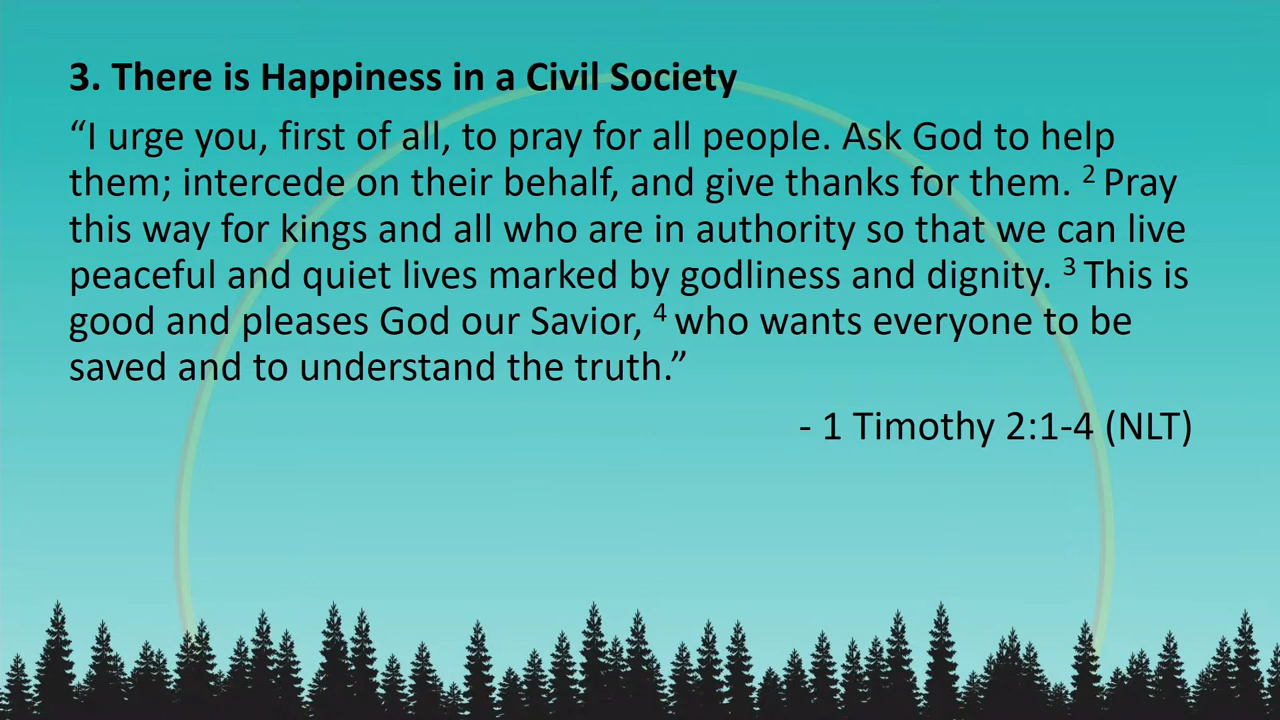 3. There is Happiness in a Civil Society
“I urge you, first of all, to pray for all people. Ask God to help
them; intercede on their behalf, and give thanks for them. ² Pray
this way for kings and all who are in authority so that we can live
peaceful and quiet lives marked by godliness and dignity. ³ This is
good and pleases God our Savior, ⁴ who wants everyone to be
saved and to understand the truth.”
- 1 Timothy 2:1-4 (NLT)